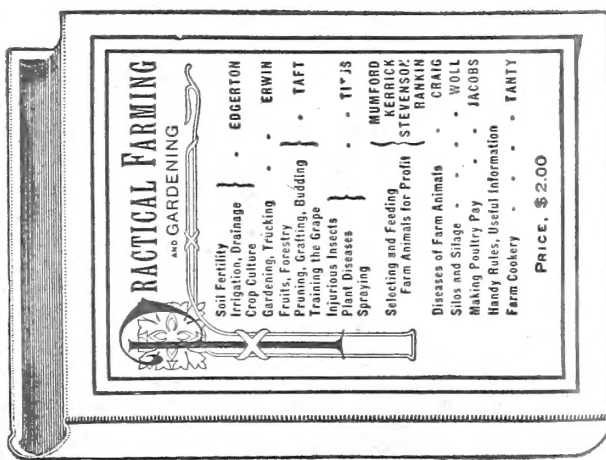 PRACTICAL FARMING
AND GARDENING
Soil Fertility
Irrigation, Drainage } · · EDGERTON
Crop Culture
Gardening, Trucking · · ERWIN
Fruits, Forestry
Pruning, Grafting, Budding } · · TAFT
Training the Grape
Injurious Insects
Plant Diseases } · ·
Spraying
MUMFORD
Selecting and Feeding KERRICK
Farm Animals for Profit { STEVENSON
RANKIN
Diseases of Farm Animals · CRAIG
Silos and Silage · · · · WOLL
Making Poultry Pay · · JACOBS
Handy Rules, Useful Information
Farm Cookery · · · · TANTY
PRICE, $2.00